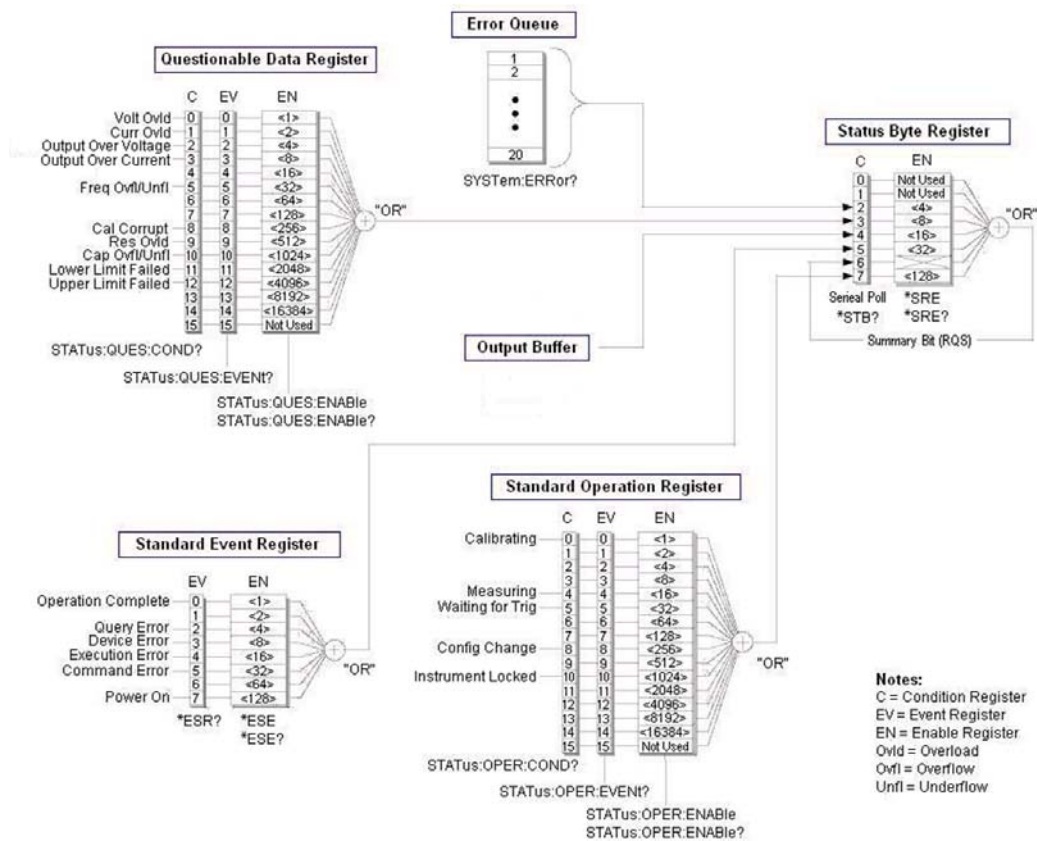 Error Queue
1
2
20
SYSTem:ERRor?
Questionable Data Register
C EV EN
Volt Ovld 0 0 <1>
Curr Ovld 1 1 <2>
Output Over Voltage 2 2 <4>
Output Over Current 3 3 <8>
4 4 <16>
Freq Ovfl/Unfl 5 5 <32>
6 6 <64>
7 7 <128>
Cal Corrupt 8 8 <256>
Res Ovld 9 9 <512>
Cap Ovfl/Unfl 10 10 <1024>
Lower Limit Failed 11 11 <2048>
Upper Limit Failed 12 12 <4096>
13 13 <8192>
14 14 <16384>
15 15 Not Used
"OR"
STATus:QUES:COND?
STATus:QUES:EVENt?
STATus:QUES:ENABle
STATus:QUES:ENABle?
Status Byte Register
C EN
0 Not Used
1 Not Used
2 <4>
3 <8>
4 <16>
5 <32>
6
7 <128>
"OR"
Serieal Poll *SRE
*STB? *SRE?
Summary Bit (RQS)
Output Buffer
Standard Event Register
EV EN
Operation Complete 0 <1>
1 <2>
Query Error 2 <4>
Device Error 3 <8>
Execution Error 4 <16>
Command Error 5 <32>
6 <64>
Power On 7 <128>
"OR"
*ESR? *ESE
*ESE?
Standard Operation Register
C EV EN
Calibrating 0 0 <1>
1 1 <2>
2 2 <4>
3 3 <8>
Measuring 4 4 <16>
Waiting for Trig 5 5 <32>
6 6 <64>
7 7 <128>
Config Change 8 8 <256>
9 9 <512>
Instrument Locked 10 10 <1024>
11 11 <2048>
12 12 <4096>
13 13 <8192>
14 14 <16384>
15 15 Not Used
"OR"
STATus:OPER:COND?
STATus:OPER:EVENt?
STATus:OPER:ENABle
STATus:OPER:ENABle?
Notes:
C = Condition Register
EV = Event Register
EN = Enable Register
Ovld = Overload
Ovfl = Overflow
Unfl = Underflow